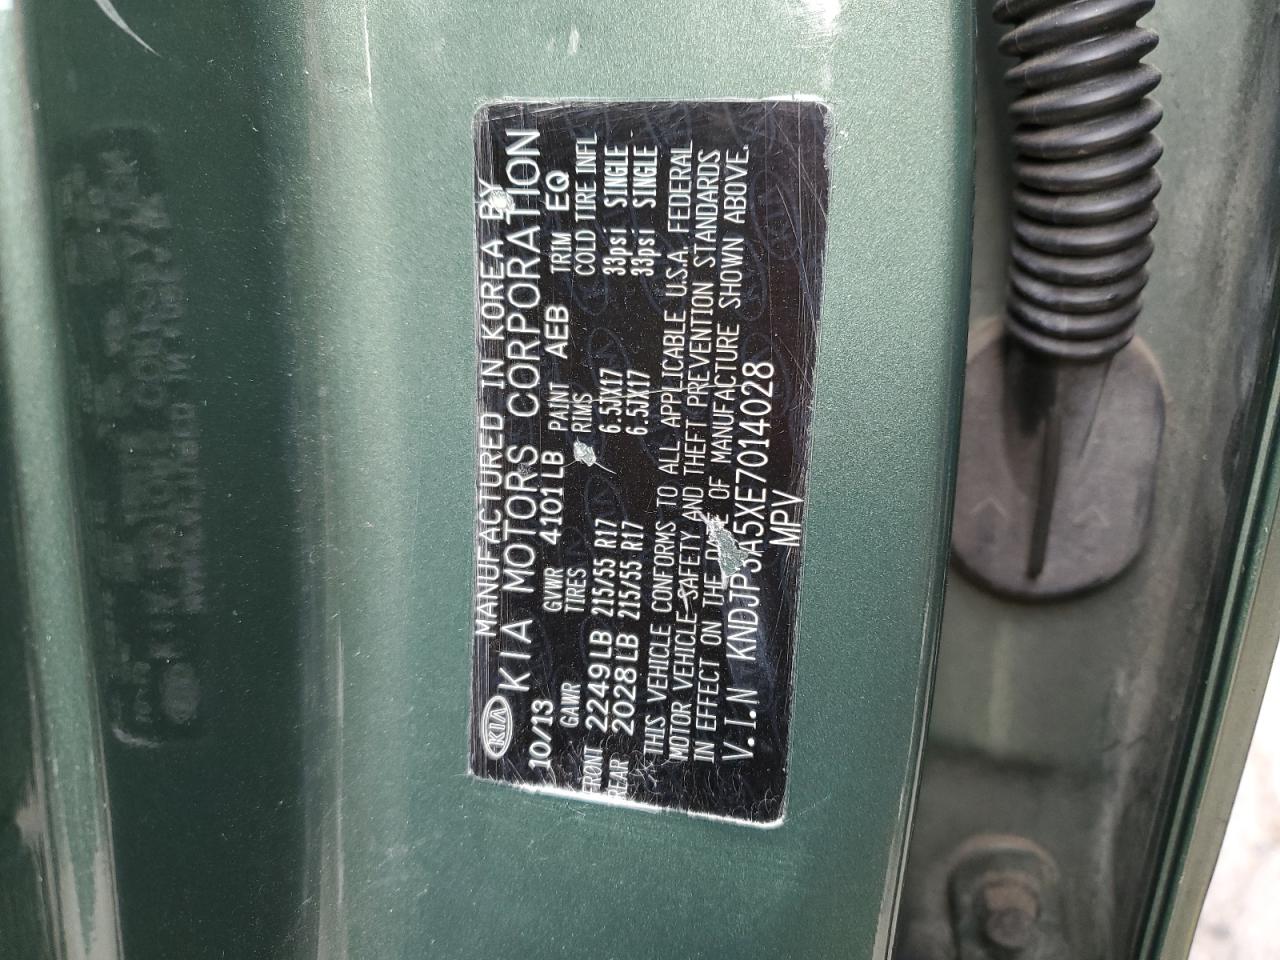 KIA MANUFACTURED IN KOREA BY
KIA MOTORS CORPORATION
10/13 GVWR 4101LB PAINT AEB TRIM EQ
GAWR TIRES RIMS COLD TIRE INFL
FRONT 2249LB 215/55 R17 6.5JX17 33psi SINGLE
REAR 2028LB 215/55 R17 6.5JX17 33psi SINGLE
THIS VEHICLE CONFORMS TO ALL APPLICABLE U.S.A. FEDERAL
MOTOR VEHICLE SAFETY AND THEFT PREVENTION STANDARDS
IN EFFECT ON THE OF MANUFACTURE SHOWN ABOVE.
V.I.N KNDJP3A5XE7014028
MPV